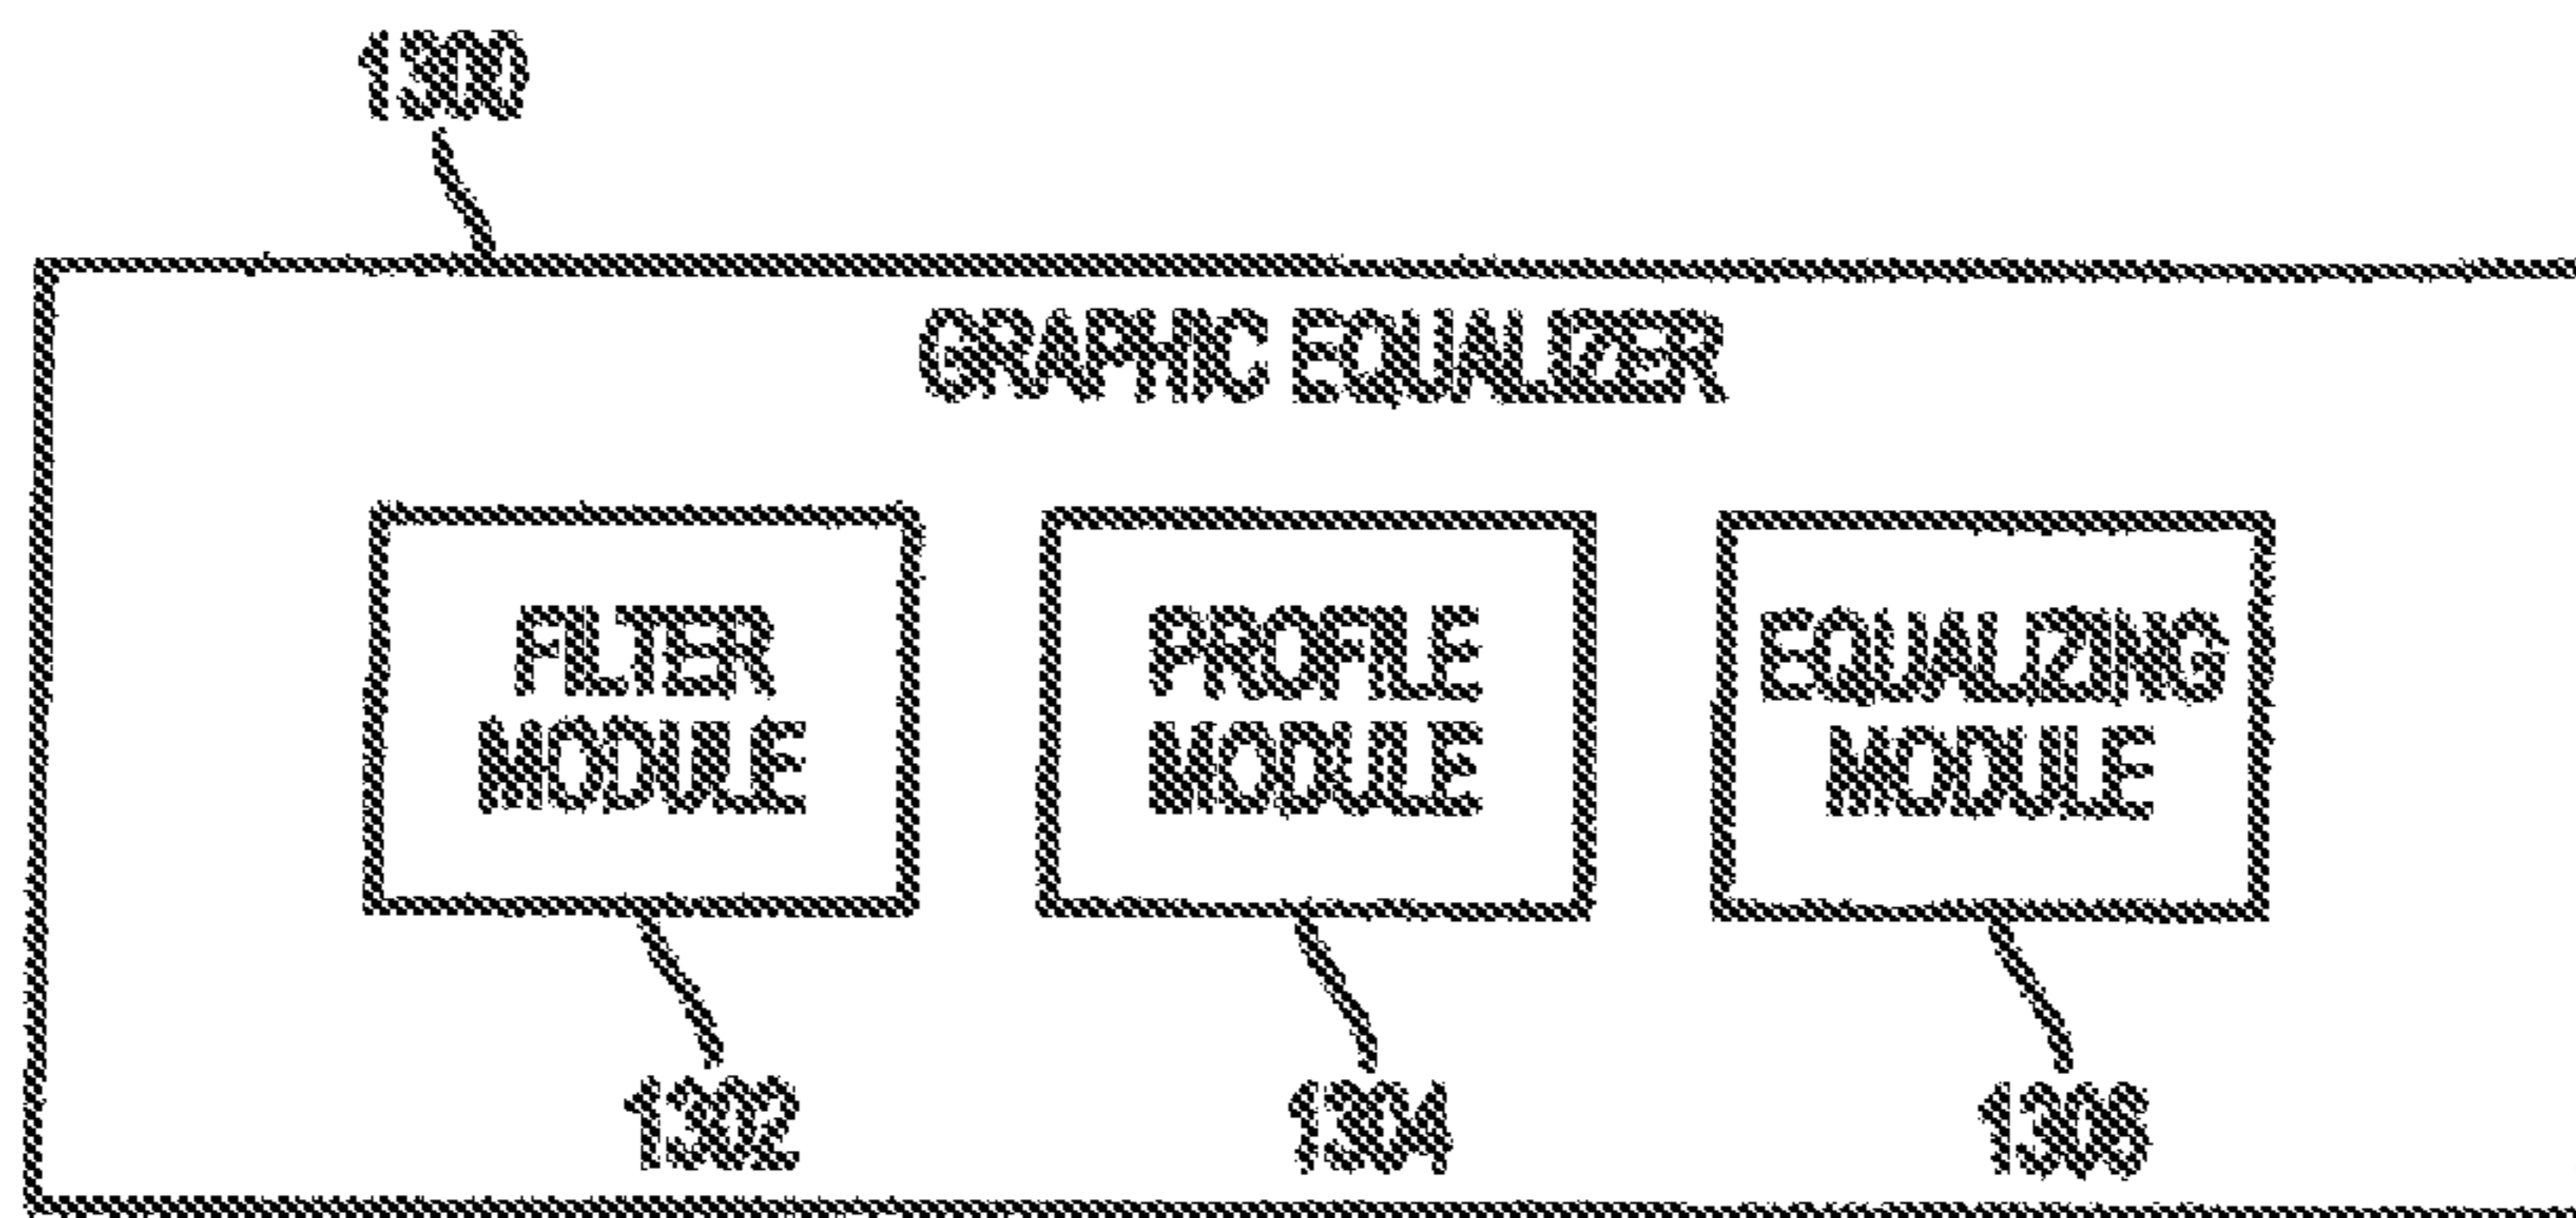 1300
GRAPHIC EQUALIZER
FILTER
MODULE
PROFILE
MODULE
EQUALIZING
MODULE
1302
1304
1306